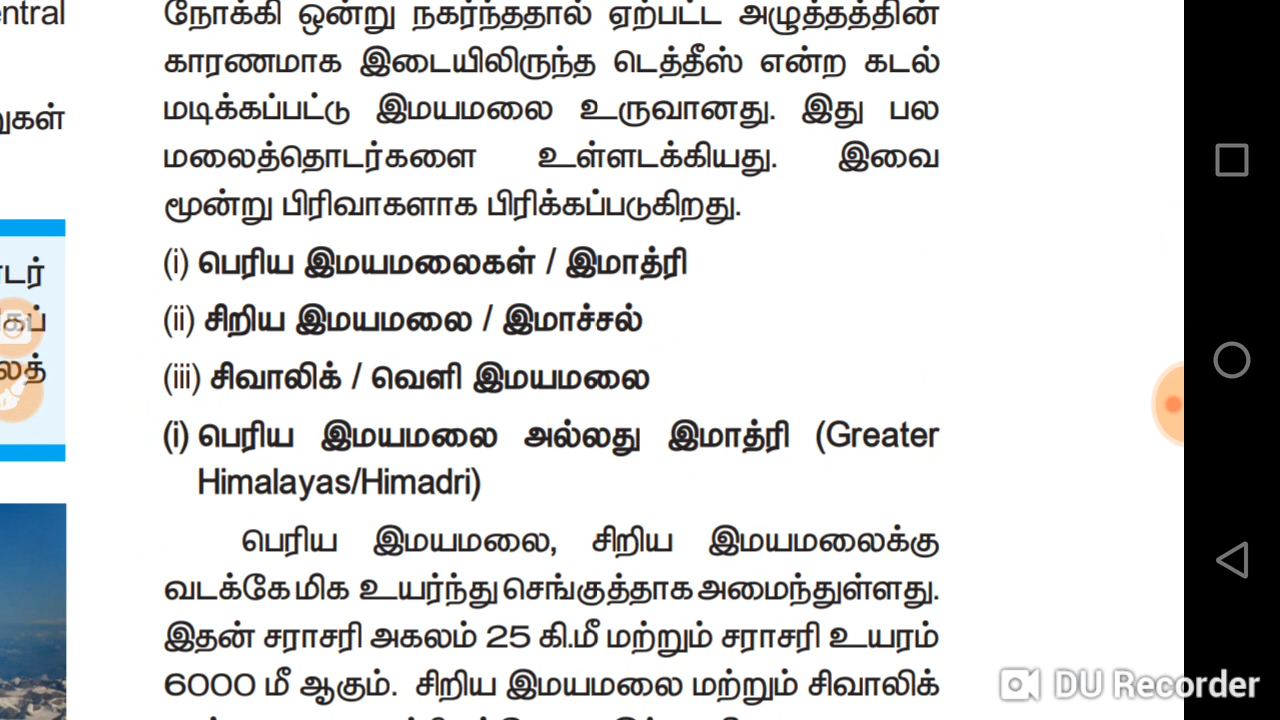 entral
றுகள்
டர்
கப்
லைத்
நோக்கி ஒன்று நகர்ந்ததால் ஏற்பட்ட அழுத்தத்தின்
காரணமாக இடையிலிருந்த டெத்தீஸ் என்ற கடல்
மடிக்கப்பட்டு இமயமலை உருவானது. இது பல
மலைத்தொடர்களை உள்ளடக்கியது. இவை
மூன்று பிரிவாகளாக பிரிக்கப்படுகிறது.
(i) பெரிய இமயமலைகள் / இமாத்ரி
(ii) சிறிய இமயமலை / இமாச்சல்
(iii) சிவாலிக் / வெளி இமயமலை
(i) பெரிய இமயமலை அல்லது இமாத்ரி (Greater
Himalayas/Himadri)
பெரிய இமயமலை, சிறிய இமயமலைக்கு
வடக்கே மிக உயர்ந்து செங்குத்தாக அமைந்துள்ளது.
இதன் சராசரி அகலம் 25 கி.மீ மற்றும் சராசரி உயரம்
6000 மீ ஆகும். சிறிய இமயமலை மற்றும் சிவாலிக்
DU Recorder